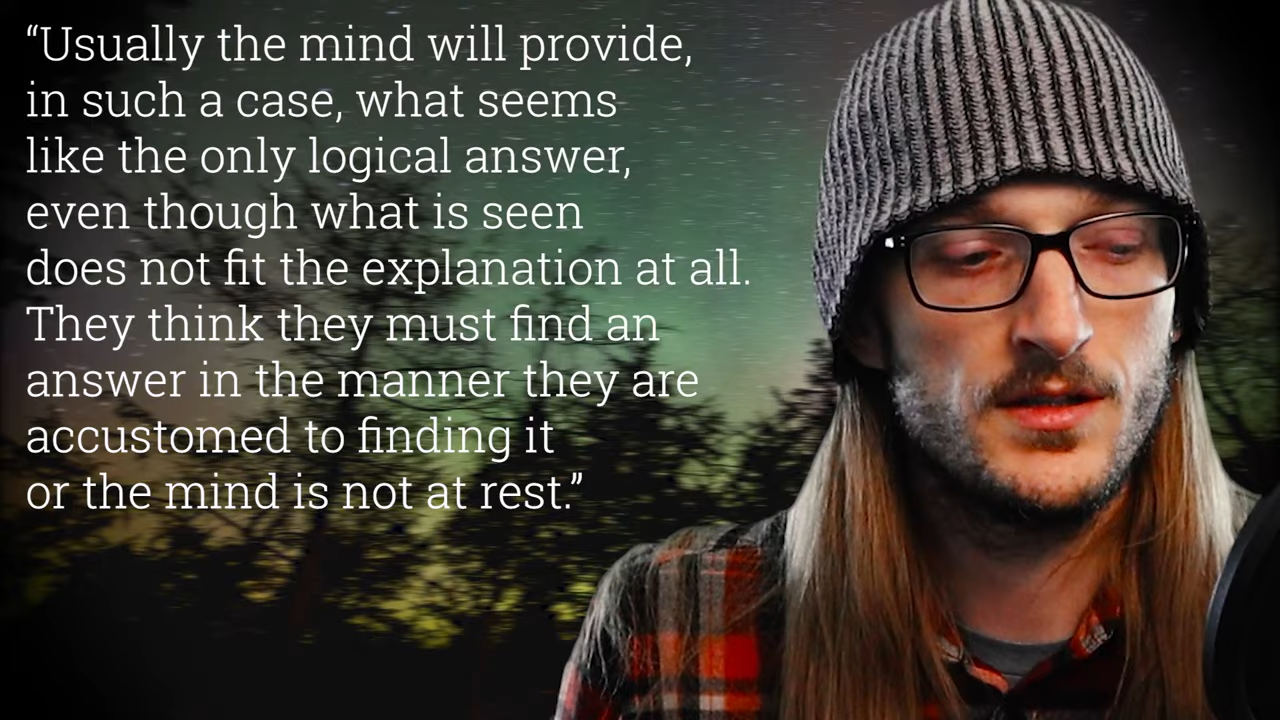 “Usually the mind will provide,
in such a case, what seems
like the only logical answer,
even though what is seen
does not fit the explanation at all.
They think they must find an
answer in the manner they are
accustomed to finding it
or the mind is not at rest.”